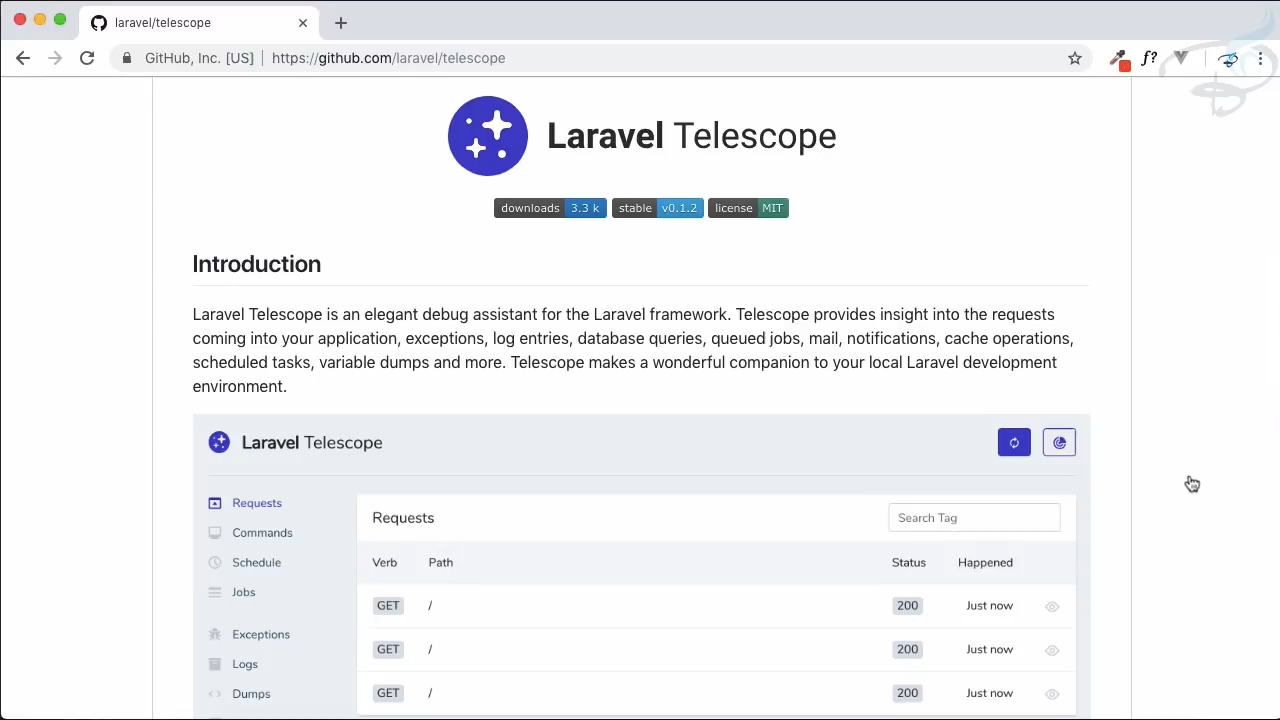 laravel/telescope
GitHub, Inc. [US] | https://github.com/laravel/telescope
f?
Laravel Telescope
downloads 3.3 k stable v0.1.2 license MIT
Introduction
Laravel Telescope is an elegant debug assistant for the Laravel framework. Telescope provides insight into the requests
coming into your application, exceptions, log entries, database queries, queued jobs, mail, notifications, cache operations,
scheduled tasks, variable dumps and more. Telescope makes a wonderful companion to your local Laravel development
environment.
Laravel Telescope
Requests
Commands
Schedule
Jobs
Exceptions
Logs
Dumps
Requests
Search Tag
Verb Path Status Happened
GET / 200 Just now
GET / 200 Just now
GET / 200 Just now